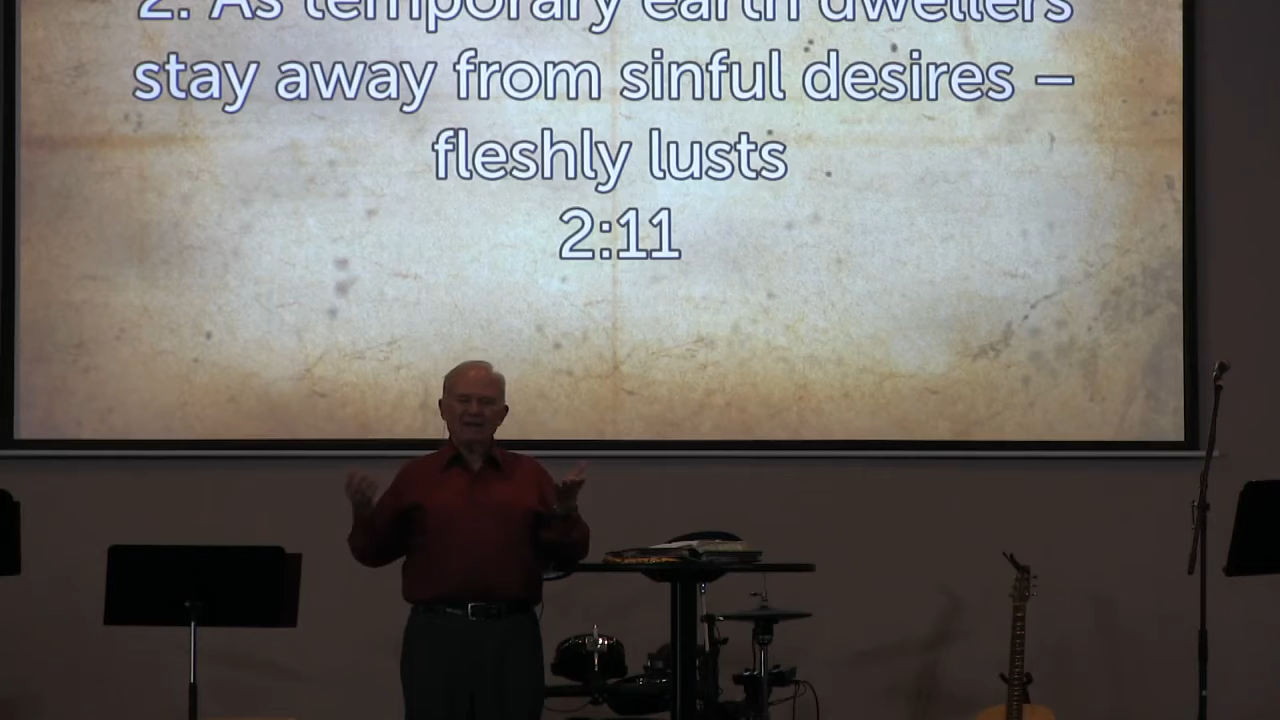 2. As temporary earth dwellers
stay away from sinful desires –
fleshly lusts
2:11